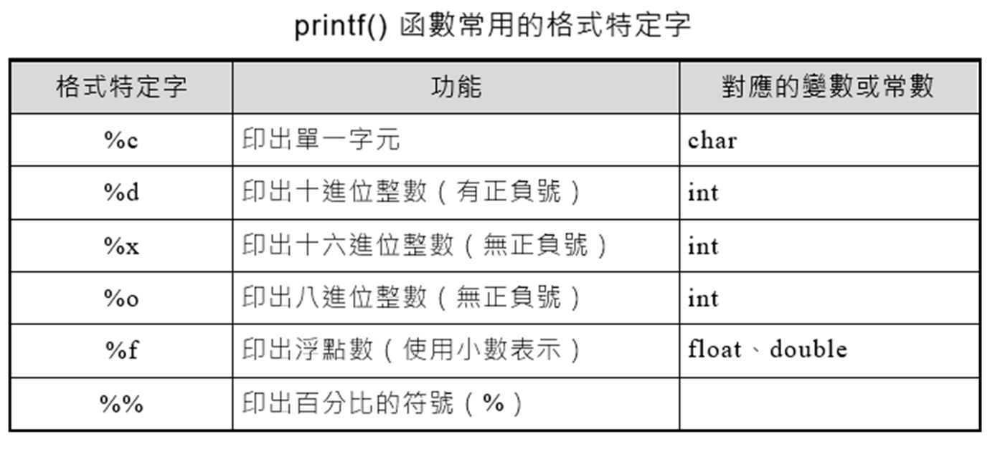 printf() 函數常用的格式特定字
格式特定字 功能 對應的變數或常數
%c 印出單一字元 char
%d 印出十進位整數（有正負號） int
%x 印出十六進位整數（無正負號） int
%o 印出八進位整數（無正負號） int
%f 印出浮點數（使用小數表示） float、double
%% 印出百分比的符號（%）